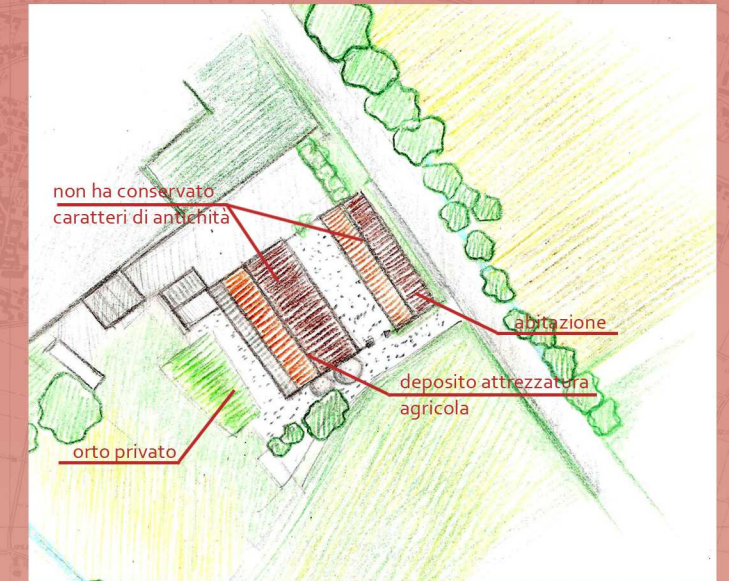 non ha conservato
caratteri di antichità
abitazione
deposito attrezzatura
agricola
orto privato